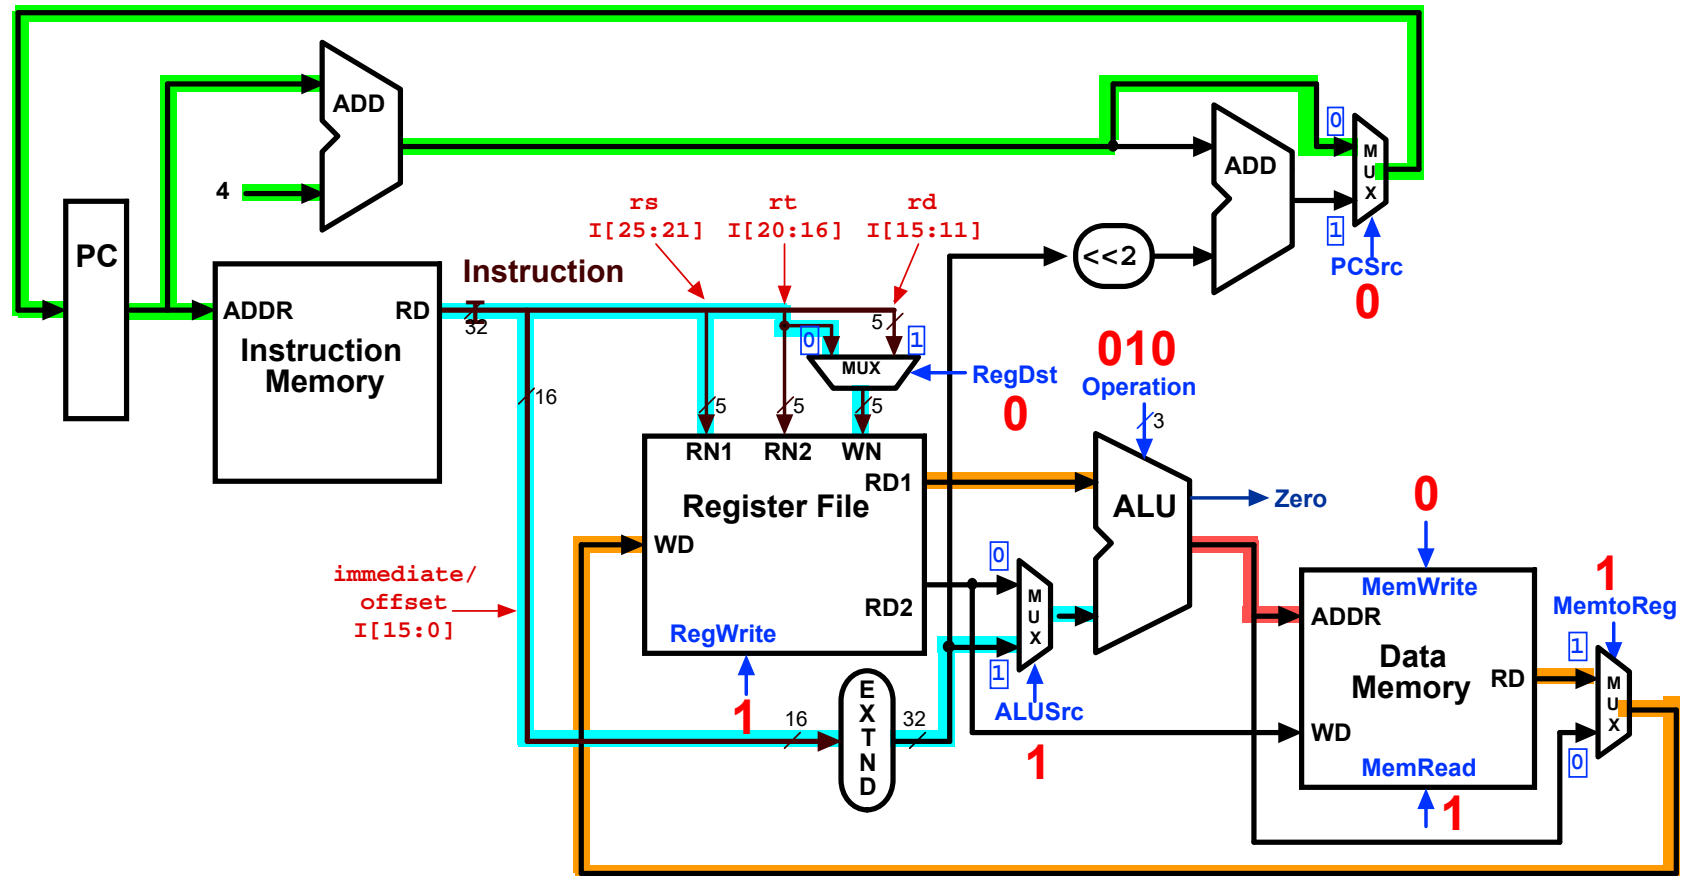 ADD
4
PC
ADDR
RD
Instruction
Memory
Instruction
I
32
16
rs
I[25:21]
rt
I[20:16]
rd
I[15:11]
5
0
1
MUX
RegDst
0
5
5
5
RN1
RN2
WN
RD1
Register File
WD
RD2
RegWrite
1
immediate/
offset
I[15:0]
16
E
X
T
N
D
32
<<2
ADD
0
M
U
X
1
PCSrc
0
010
Operation
3
ALU
Zero
0
M
U
X
1
ALUSrc
1
0
MemWrite
ADDR
Data
Memory
RD
WD
MemRead
1
1
MemtoReg
1
M
U
X
0